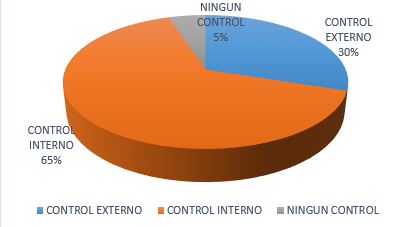 NINGUN
CONTROL
5%
CONTROL
EXTERNO
30%
CONTROL
INTERNO
65%
CONTROL EXTERNO CONTROL INTERNO NINGUN CONTROL